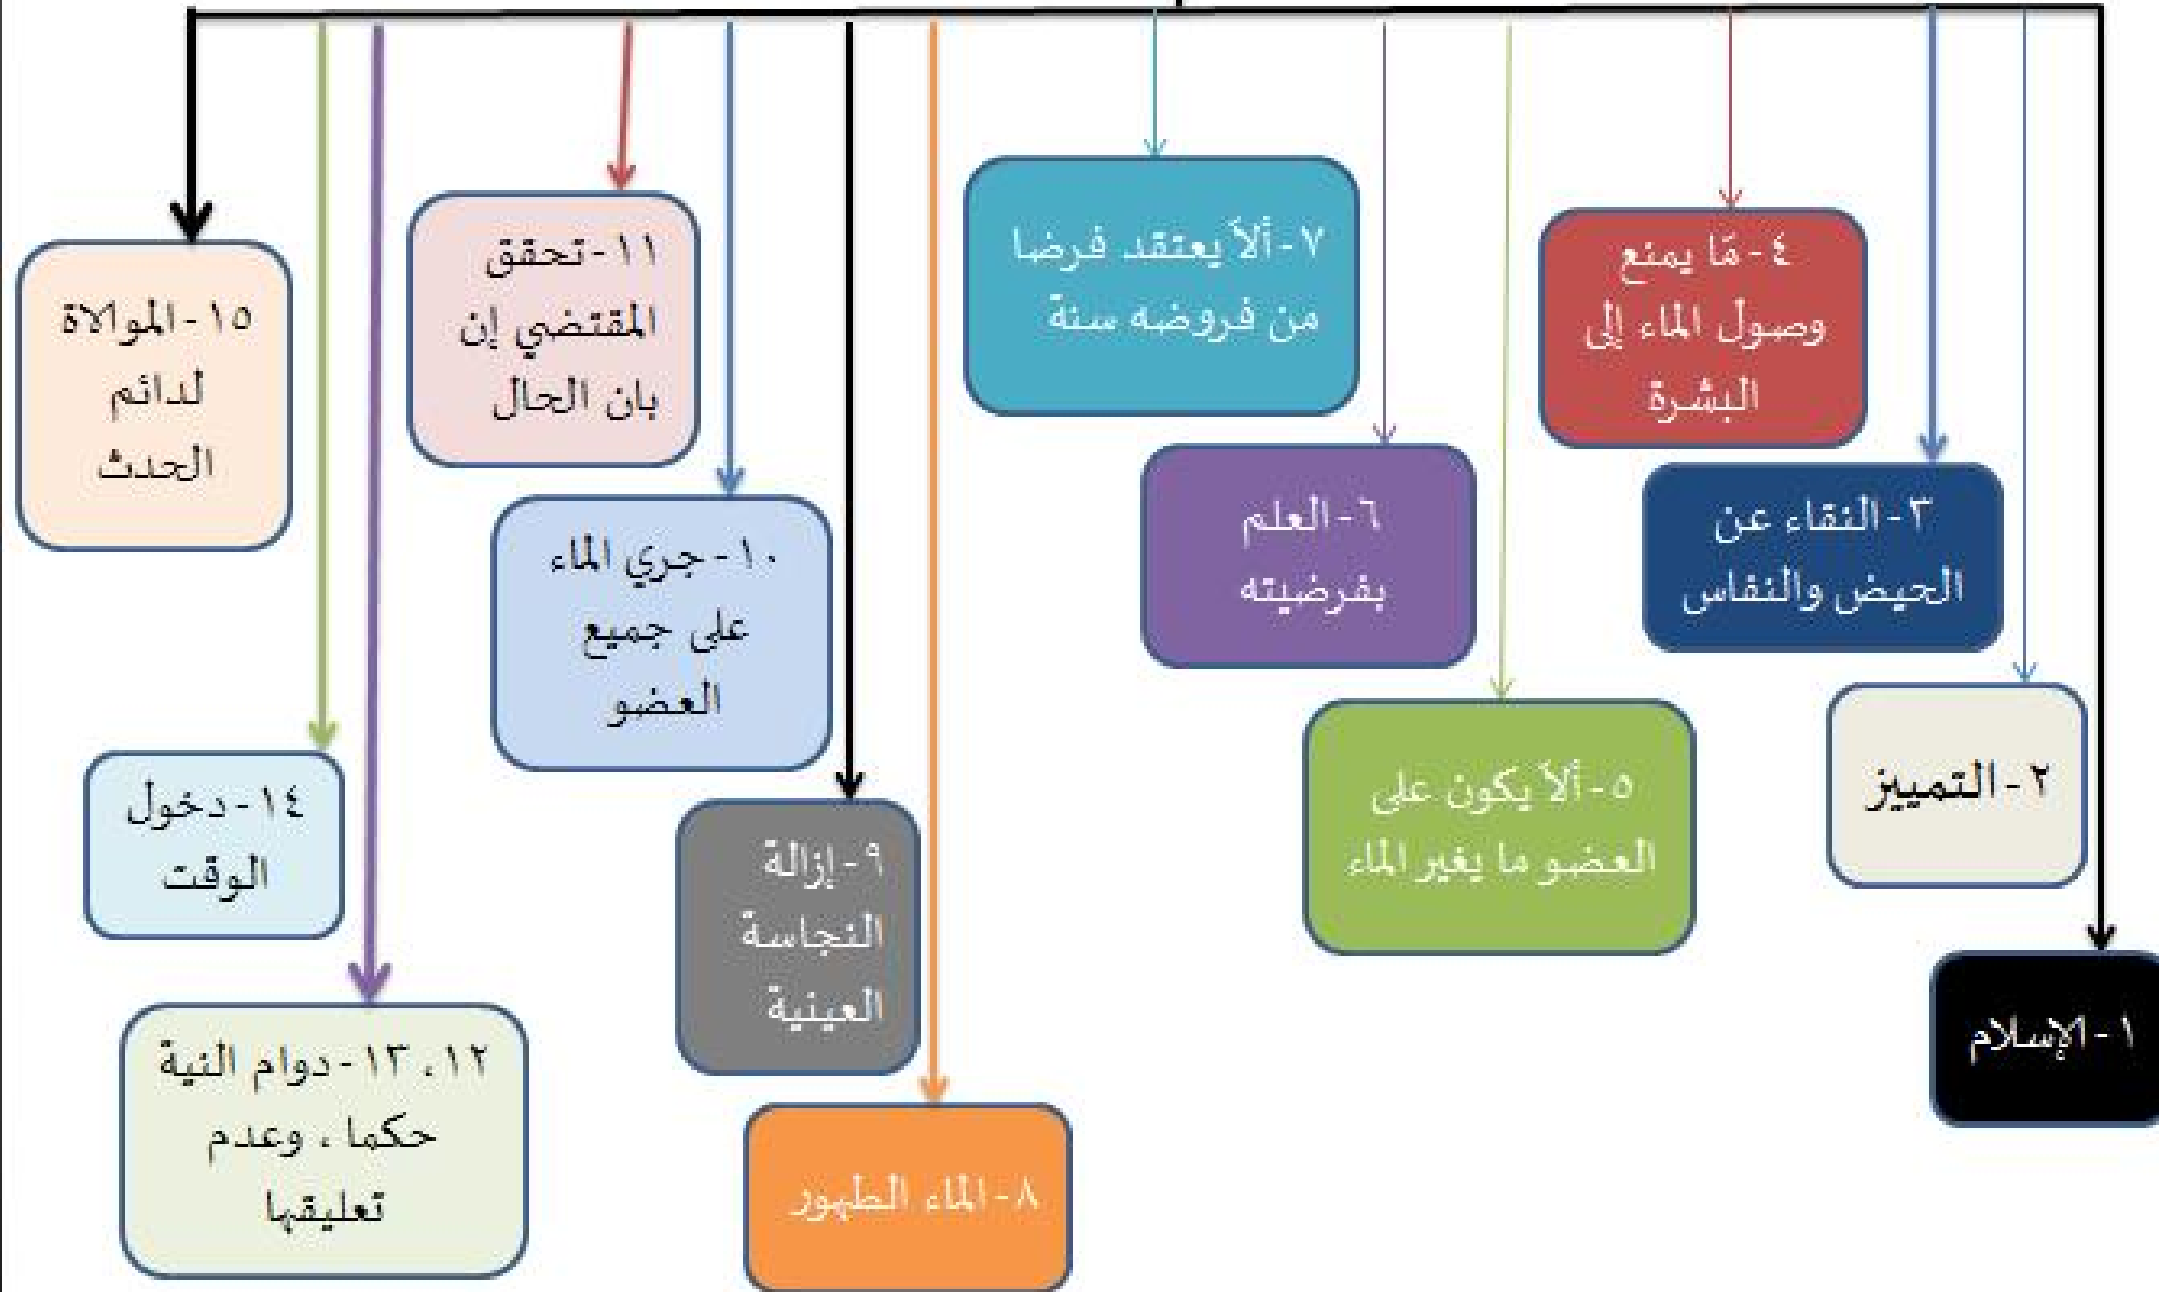 ١- الإسلام
٢- التمييز
٣- النقاء عن
الحيض والنفاس
٤- مّا يمنع
وصول الماء إلى
البشرة
٥- ألاّ يكون على
العضو ما يغير الماء
٦- العلم
بفرضيته
٧- ألاّ يعتقد فرضا
من فروضه سنة
٨- الماء الطهور
٩- إزالة
النجاسة
العينية
١٠- جري الماء
على جميع
العضو
١١- تحقق
المقتضي إن
بان الحال
١٢، ١٣- دوام النية
حكما ، وعدم
تعليقها
١٤- دخول
الوقت
١٥- الموالاة
لدائم
الحدث